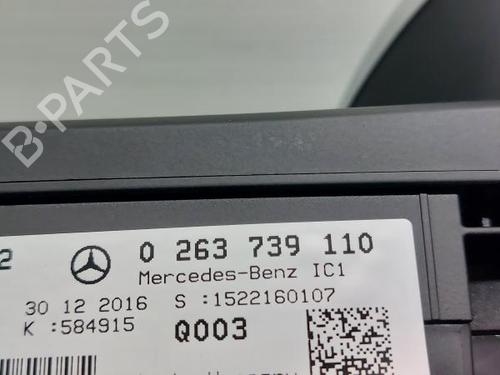 B-PARTS
2
0 263 739 110
Mercedes-Benz IC1
30 12 2016 S :1522160107
K :584915 Q003